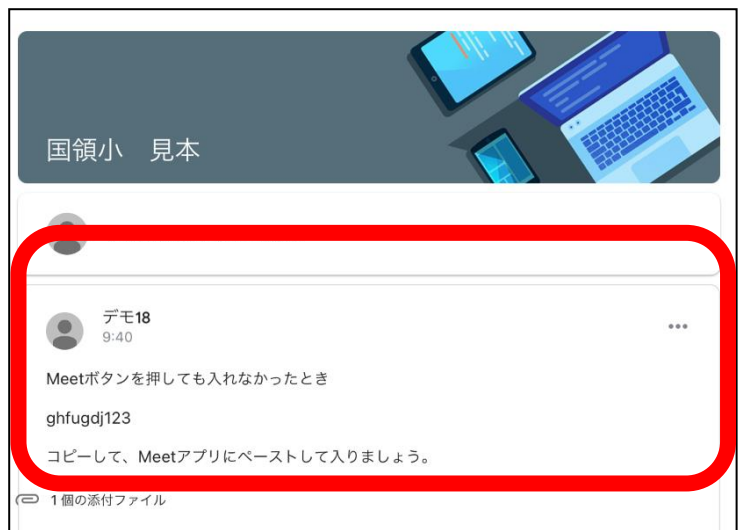 国領小　見本
デモ18
9:40
Meetボタンを押しても入れなかったとき
ghfugdj123
コピーして、Meetアプリにペーストして入りましょう。
1個の添付ファイル